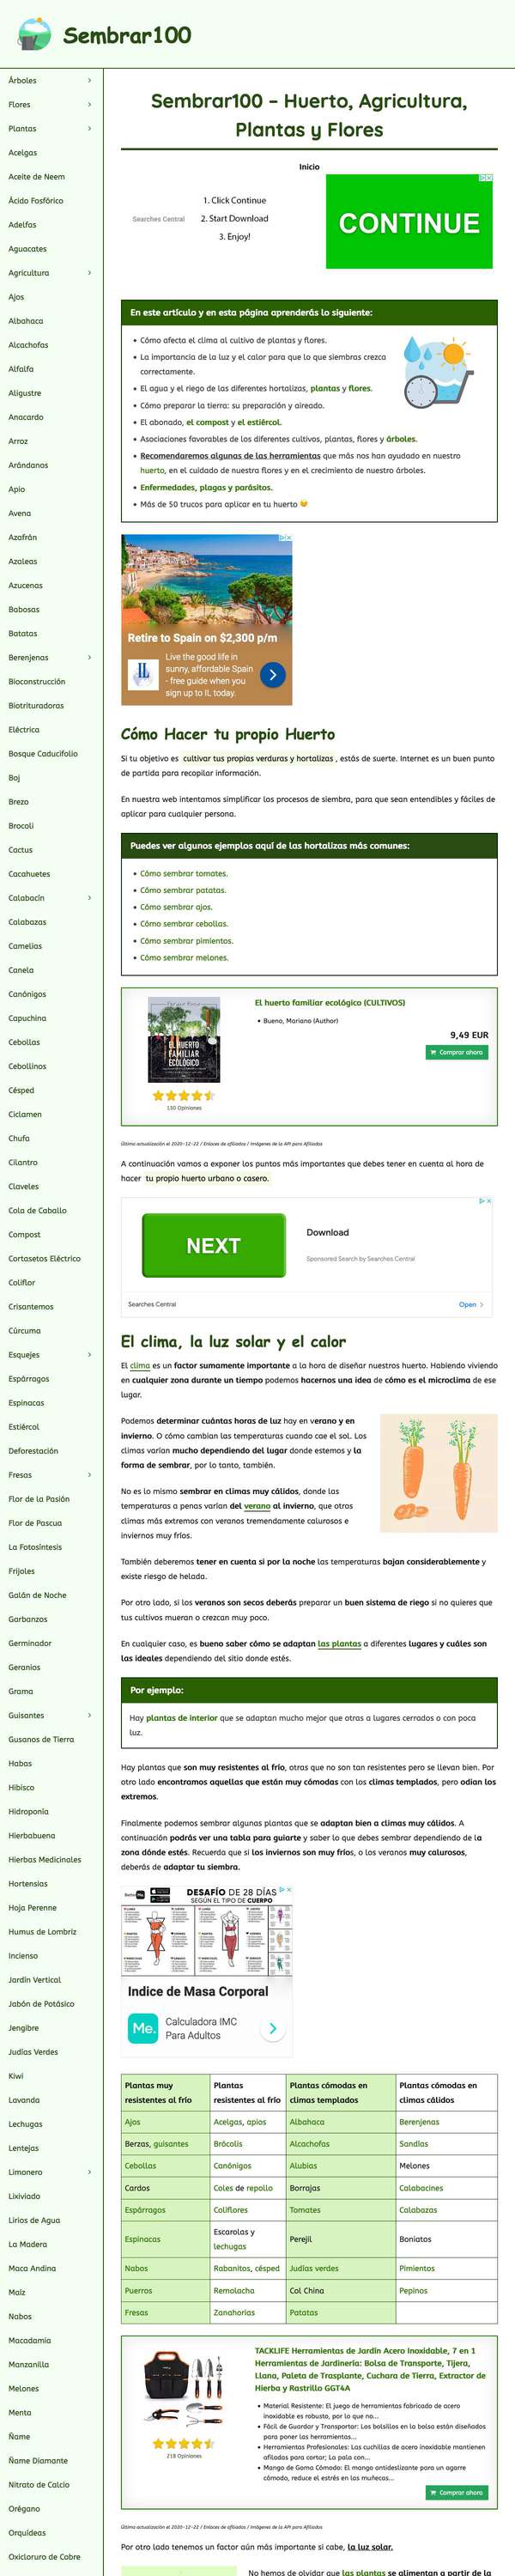 Sembrar100
Árboles
Flores
Plantas
Acelgas
Aceite de Neem
Ácido Fosfórico
Adelfas
Aguacates
Agricultura
Ajos
Albahaca
Alcachofas
Alfalfa
Aligustre
Anacardo
Arroz
Arándanos
Apio
Avena
Azafrán
Azaleas
Azucenas
Babosas
Batatas
Berenjenas
Bioconstrucción
Biotrituradoras
Eléctrica
Bosque Caducifolio
Boj
Brezo
Brocoli
Cactus
Cacahuetes
Calabacín
Calabazas
Camelias
Canela
Canónigos
Capuchina
Cebollas
Cebollinos
Césped
Ciclamen
Chufa
Cilantro
Claveles
Cola de Caballo
Compost
Cortasetos Eléctrico
Coliflor
Crisantemos
Cúrcuma
Esquejes
Espárragos
Espinacas
Estiércol
Deforestación
Fresas
Flor de la Pasión
Flor de Pascua
La Fotosíntesis
Frijoles
Galán de Noche
Garbanzos
Germinador
Geranios
Grama
Guisantes
Gusanos de Tierra
Habas
Hibisco
Hidroponía
Hierbabuena
Hierbas Medicinales
Hortensias
Hoja Perenne
Humus de Lombriz
Incienso
Jardín Vertical
Jabón de Potásico
Jengibre
Judías Verdes
Kiwi
Lavanda
Lechugas
Lentejas
Limonero
Lixiviado
Lirios de Agua
La Madera
Maca Andina
Maíz
Nabos
Macadamia
Manzanilla
Melones
Menta
Ñame
Ñame Diamante
Nitrato de Calcio
Orégano
Orquídeas
Oxicloruro de Cobre
Sembrar100 – Huerto, Agricultura,
Plantas y Flores
Inicio
Searches Central
1. Click Continue
2. Start Download
3. Enjoy!
CONTINUE
En este artículo y en esta página aprenderás lo siguiente:
• Cómo afecta el clima al cultivo de plantas y flores.
• La importancia de la luz y el calor para que lo que siembras crezca
correctamente.
• El agua y el riego de las diferentes hortalizas, plantas y flores.
• Cómo preparar la tierra: su preparación y aireado.
• El abonado, el compost y el estiércol.
• Asociaciones favorables de los diferentes cultivos, plantas, flores y árboles.
• Recomendaremos algunas de las herramientas que más nos han ayudado en nuestro
huerto, en el cuidado de nuestra flores y en el crecimiento de nuestro árboles.
• Enfermedades, plagas y parásitos.
• Más de 50 trucos para aplicar en tu huerto 😉
Retire to Spain on $2,300 p/m
IL
Live the good life in
sunny, affordable Spain
- free guide when you
sign up to IL today.
Cómo Hacer tu propio Huerto
Si tu objetivo es cultivar tus propias verduras y hortalizas , estás de suerte. Internet es un buen punto
de partida para recopilar información.
En nuestra web intentamos simplificar los procesos de siembra, para que sean entendibles y fáciles de
aplicar para cualquier persona.
Puedes ver algunos ejemplos aquí de las hortalizas más comunes:
• Cómo sembrar tomates.
• Cómo sembrar patatas.
• Cómo sembrar ajos.
• Cómo sembrar cebollas.
• Cómo sembrar pimientos.
• Cómo sembrar melones.
EL HUERTO
FAMILIAR
ECOLÓGICO
130 Opiniones
El huerto familiar ecológico (CULTIVOS)
• Bueno, Mariano (Author)
9,49 EUR
Comprar ahora
Última actualización el 2020-12-22 / Enlaces de afiliados / Imágenes de la API para Afiliados
A continuación vamos a exponer los puntos más importantes que debes tener en cuenta al hora de
hacer tu propio huerto urbano o casero.
NEXT
Download
Sponsored Search by Searches Central
Searches Central
Open
El clima, la luz solar y el calor
El clima es un factor sumamente importante a la hora de diseñar nuestros huerto. Habiendo viviendo
en cualquier zona durante un tiempo podemos hacernos una idea de cómo es el microclima de ese
lugar.
Podemos determinar cuántas horas de luz hay en verano y en
invierno. O cómo cambian las temperaturas cuando cae el sol. Los
climas varían mucho dependiendo del lugar donde estemos y la
forma de sembrar, por lo tanto, también.
No es lo mismo sembrar en climas muy cálidos, donde las
temperaturas a penas varían del verano al invierno, que otros
climas más extremos con veranos tremendamente calurosos e
inviernos muy fríos.
También deberemos tener en cuenta si por la noche las temperaturas bajan considerablemente y
existe riesgo de helada.
Por otro lado, si los veranos son secos deberás preparar un buen sistema de riego si no quieres que
tus cultivos mueran o crezcan muy poco.
En cualquier caso, es bueno saber cómo se adaptan las plantas a diferentes lugares y cuáles son
las ideales dependiendo del sitio donde estés.
Por ejemplo:
Hay plantas de interior que se adaptan mucho mejor que otras a lugares cerrados o con poca
luz.
Hay plantas que son muy resistentes al frío, otras que no son tan resistentes pero se llevan bien. Por
otro lado encontramos aquellas que están muy cómodas con los climas templados, pero odian los
extremos.
Finalmente podemos sembrar algunas plantas que se adaptan bien a climas muy cálidos. A
continuación podrás ver una tabla para guiarte y saber lo que debes sembrar dependiendo de la
zona dónde estés. Recuerda que si los inviernos son muy fríos, o los veranos muy calurosos,
deberás de adaptar tu siembra.
DESAFÍO DE 28 DÍAS
SEGÚN EL TIPO DE CUERPO
Indice de Masa Corporal
Me.
Calculadora IMC
Para Adultos
Plantas muy resistentes al frío
Plantas resistentes al frío
Plantas cómodas en climas templados
Plantas cómodas en climas cálidos
Ajos Acelgas, apios Albahaca Berenjenas
Berzas, guisantes Brócolis Alcachofas Sandías
Cebollas Canónigos Alubias Melones
Cardos Coles de repollo Borrajas Calabacines
Espárragos Coliflores Tomates Calabazas
Espinacas Escarolas y lechugas Perejil Boniatos
Nabos Rabanitos, césped Judías verdes Pimientos
Puerros Remolacha Col China Pepinos
Fresas Zanahorias Patatas
218 Opiniones
TACKLIFE Herramientas de Jardín Acero Inoxidable, 7 en 1
Herramientas de Jardinería: Bolsa de Transporte, Tijera,
Llana, Paleta de Trasplante, Cuchara de Tierra, Extractor de
Hierba y Rastrillo GGT4A
• Material Resistente: El juego de herramientas fabricado de acero
inoxidable es robusto, por lo que no...
• Fácil de Guardar y Transportar: Los bolsillos en la bolsa están diseñados
para poner las herramientas...
• Herramientas Profesionales: Las cuchillas de acero inoxidable mantienen
afiladas para cortar; La pala con...
• Mango de Goma Cómodo: El mango antideslizante para un agarre
cómodo, reduce el estrés en las muñecas...
Comprar ahora
Última actualización el 2020-12-22 / Enlaces de afiliados / Imágenes de la API para Afiliados
Por otro lado tenemos un factor aún más importante si cabe, la luz solar.
No hemos de olvidar que las plantas se alimentan a partir de la